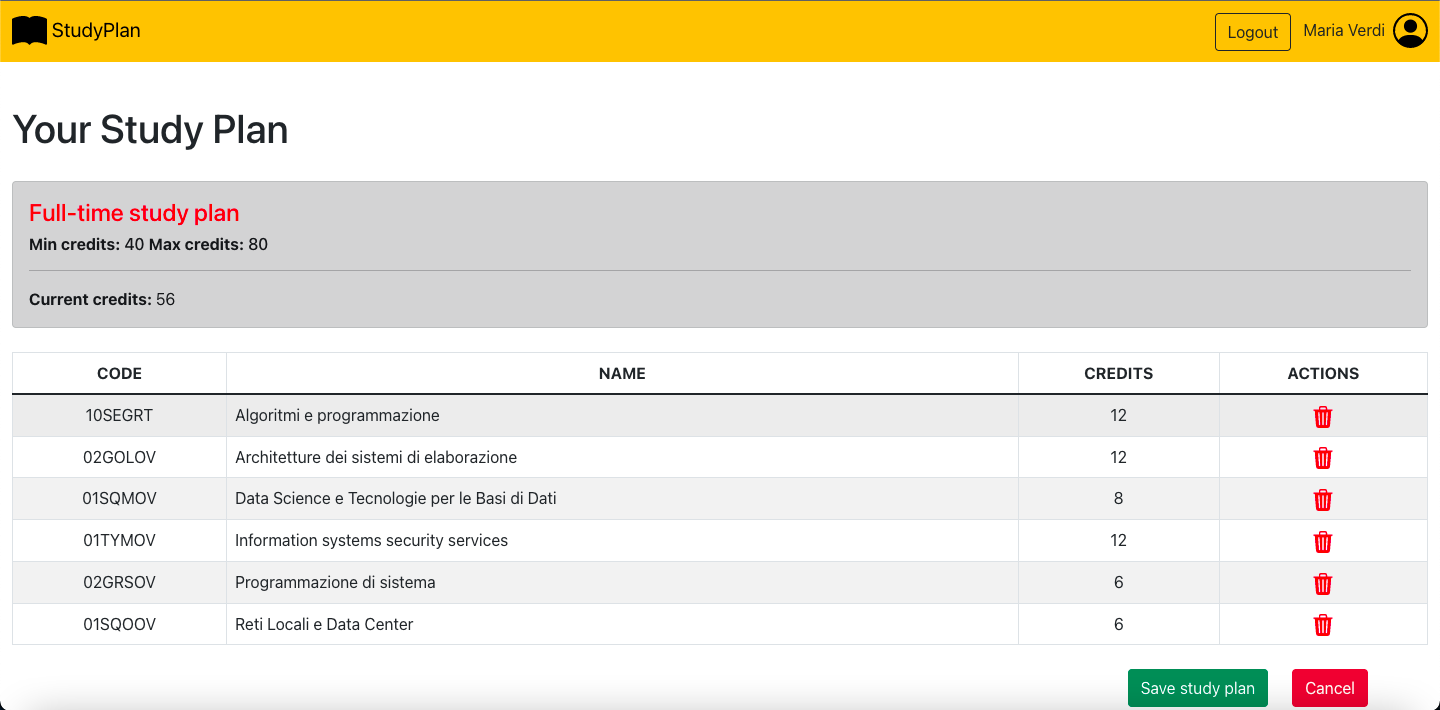 StudyPlan
Logout
Maria Verdi
Your Study Plan
Full-time study plan
Min credits: 40 Max credits: 80
Current credits: 56
CODE NAME CREDITS ACTIONS
10SEGRT Algoritmi e programmazione 12
02GOLOV Architetture dei sistemi di elaborazione 12
01SQMOV Data Science e Tecnologie per le Basi di Dati 8
01TYMOV Information systems security services 12
02GRSOV Programmazione di sistema 6
01SQOOV Reti Locali e Data Center 6
Save study plan Cancel